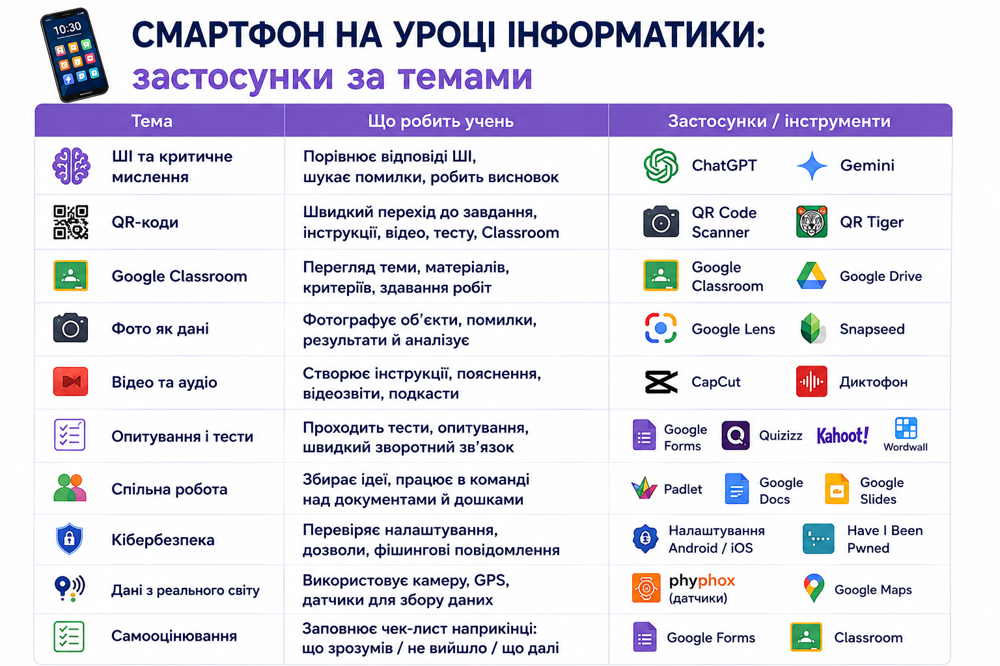 10:30
СМАРТФОН НА УРОЦІ ІНФОРМАТИКИ:
застосунки за темами
Тема
Що робить учень
Застосунки / інструменти
ШІ та критичне
мислення
Порівнює відповіді ШІ,
шукає помилки, робить висновок
ChatGPT
Gemini
QR-коди
Швидкий перехід до завдання,
інструкції, відео, тесту, Classroom
QR Code
Scanner
QR Tiger
Google Classroom
Перегляд теми, матеріалів,
критеріїв, здавання робіт
Google
Classroom
Google Drive
Фото як дані
Фотографує об’єкти, помилки,
результати й аналізує
Google Lens
Snapseed
Відео та аудіо
Створює інструкції, пояснення,
відеозвіти, подкасти
CapCut
Диктофон
Опитування і тести
Проходить тести, опитування,
швидкий зворотний зв’язок
Google
Forms
Quizizz
Kahoot!
Wordwall
Спільна робота
Збирає ідеї, працює в команді
над документами й дошками
Padlet
Google
Docs
Google
Slides
Кібербезпека
Перевіряє налаштування,
дозволи, фішингові повідомлення
Налаштування
Android / iOS
Have I Been
Pwned
Дані з реального світу
Використовує камеру, GPS,
датчики для збору даних
phyphox
(датчики)
Google Maps
Самооцінювання
Заповнює чек-лист наприкінці:
що зрозумів / не вийшло / що далі
Google Forms
Classroom